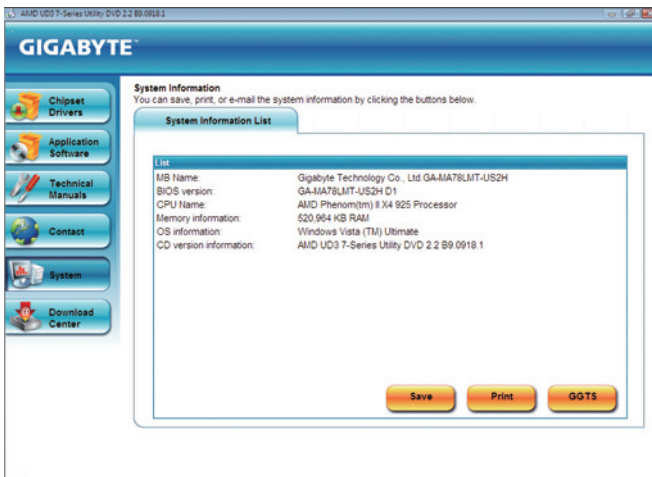 AMD UD3 7-Series Utility DVD 2.2 B9.0918.1
GIGABYTE™
Chipset
Drivers
Application
Software
Technical
Manuals
Contact
System
Download
Center
System Information
You can save, print, or e-mail the system information by clicking the buttons below.
System Information List
List
MB Name: Gigabyte Technology Co., Ltd.GA-MA78LMT-US2H
BIOS version: GA-MA78LMT-US2H D1
CPU Name: AMD Phenom(tm) II X4 925 Processor
Memory information: 520,964 KB RAM
OS information: Windows Vista (TM) Ultimate
CD version information: AMD UD3 7-Series Utility DVD 2.2 B9.0918.1
Save Print GGTS